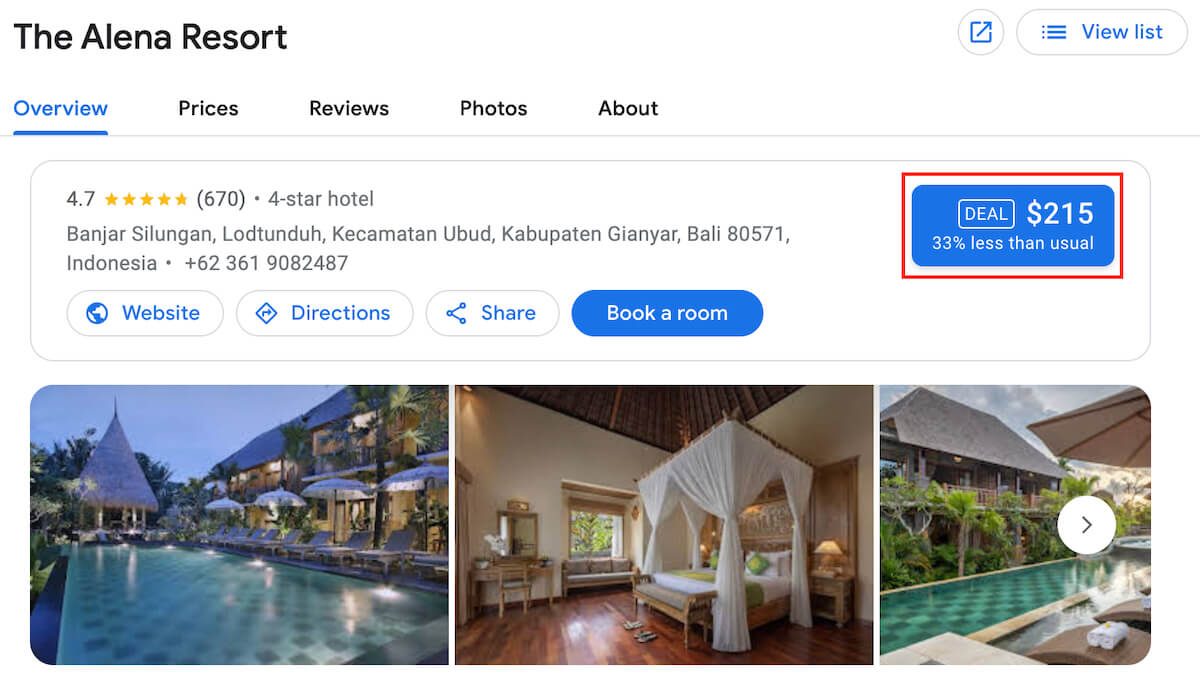 The Alena Resort
View list
Overview Prices Reviews Photos About
4.7 (670) • 4-star hotel
Banjar Silungan, Lodtunduh, Kecamatan Ubud, Kabupaten Gianyar, Bali 80571,
Indonesia • +62 361 9082487
DEAL $215
33% less than usual
Website Directions Share Book a room